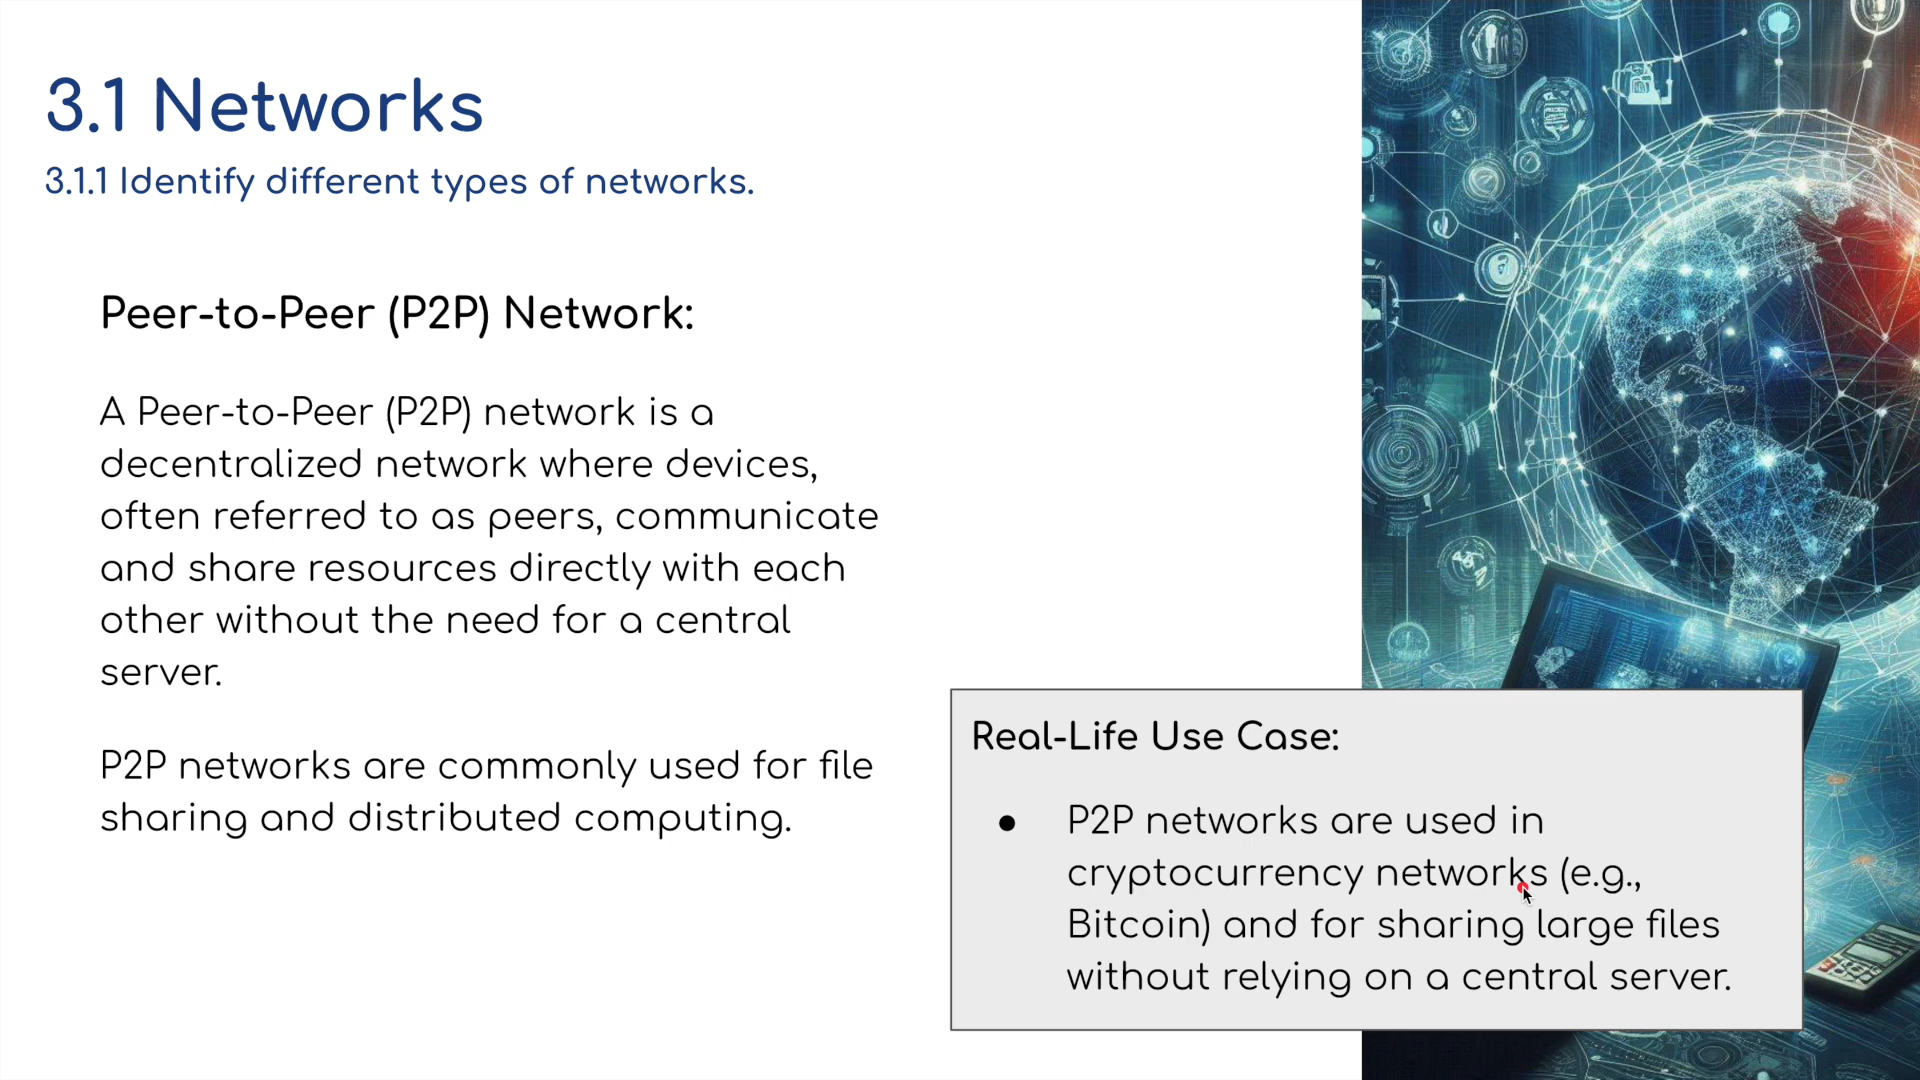 3.1 Networks
3.1.1 Identify different types of networks.
Peer-to-Peer (P2P) Network:
A Peer-to-Peer (P2P) network is a
decentralized network where devices,
often referred to as peers, communicate
and share resources directly with each
other without the need for a central
server.
P2P networks are commonly used for file
sharing and distributed computing.
Real-Life Use Case:
● P2P networks are used in
cryptocurrency networks (e.g.,
Bitcoin) and for sharing large files
without relying on a central server.